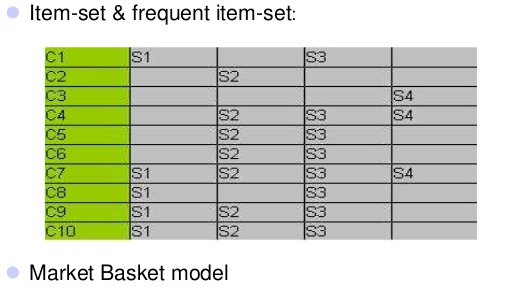 Item-set & frequent item-set:
C1 S1 S3
C2 S2
C3 S4
C4 S2 S3 S4
C5 S2 S3
C6 S2 S3
C7 S1 S2 S3 S4
C8 S1 S3
C9 S1 S2 S3
C10 S1 S2 S3
Market Basket model